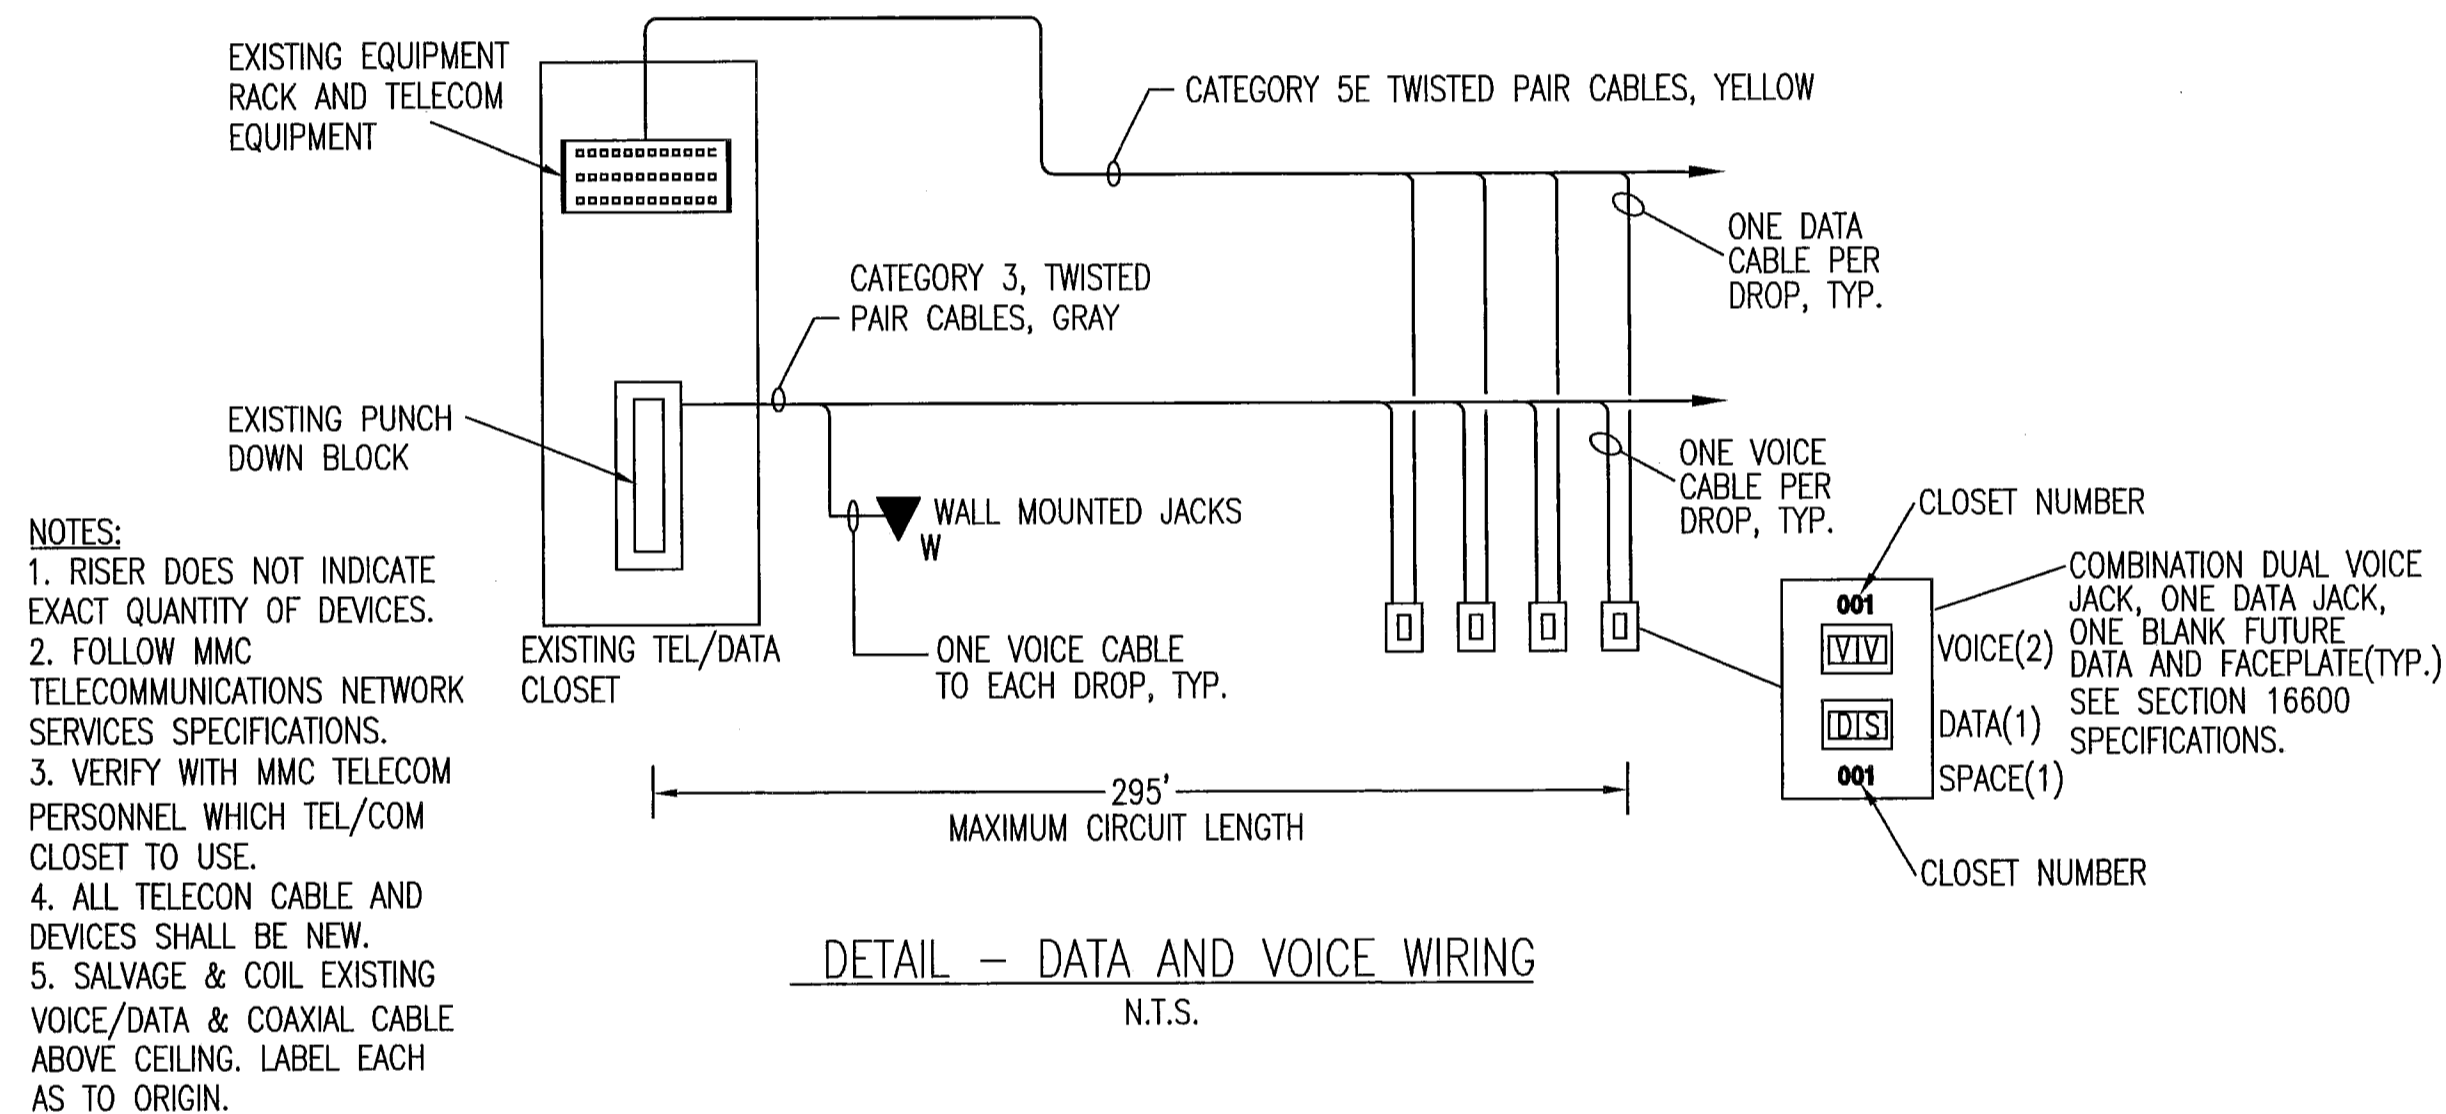 EXISTING EQUIPMENT
RACK AND TELECOM
EQUIPMENT
CATEGORY 5E TWISTED PAIR CABLES, YELLOW
ONE DATA
CABLE PER
DROP, TYP.
CATEGORY 3, TWISTED
PAIR CABLES, GRAY
EXISTING PUNCH
DOWN BLOCK
ONE VOICE
CABLE PER
DROP, TYP.
WALL MOUNTED JACKS
W
ONE VOICE CABLE
TO EACH DROP, TYP.
EXISTING TEL/DATA
CLOSET
CLOSET NUMBER
001
VIV
VOICE(2)
DIS
DATA(1)
001
SPACE(1)
CLOSET NUMBER
COMBINATION DUAL VOICE
JACK, ONE DATA JACK,
ONE BLANK FUTURE
DATA AND FACEPLATE(TYP.)
SEE SECTION 16600
SPECIFICATIONS.
295'
MAXIMUM CIRCUIT LENGTH
NOTES:
1. RISER DOES NOT INDICATE
EXACT QUANTITY OF DEVICES.
2. FOLLOW MMC
TELECOMMUNICATIONS NETWORK
SERVICES SPECIFICATIONS.
3. VERIFY WITH MMC TELECOM
PERSONNEL WHICH TEL/COM
CLOSET TO USE.
4. ALL TELECON CABLE AND
DEVICES SHALL BE NEW.
5. SALVAGE & COIL EXISTING
VOICE/DATA & COAXIAL CABLE
ABOVE CEILING. LABEL EACH
AS TO ORIGIN.
DETAIL – DATA AND VOICE WIRING
N.T.S.